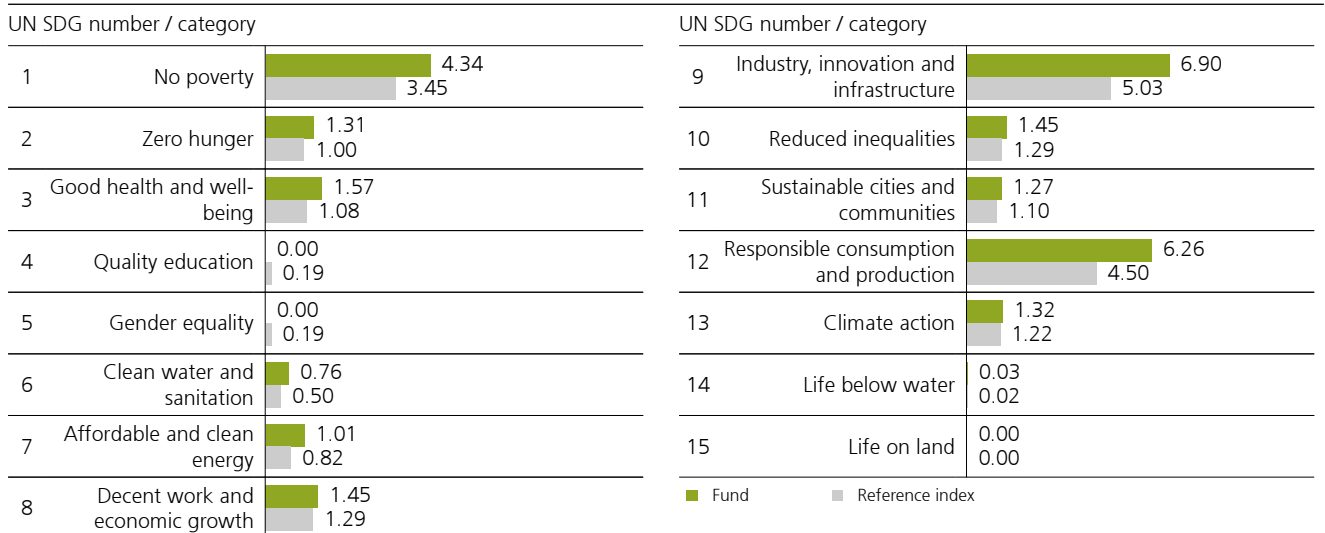 UN SDG number / category
1
No poverty
4.34
3.45
2
Zero hunger
1.31
1.00
3
Good health and well-
being
1.57
1.08
4
Quality education
0.00
0.19
5
Gender equality
0.00
0.19
6
Clean water and
sanitation
0.76
0.50
7
Affordable and clean
energy
1.01
0.82
8
Decent work and
economic growth
1.45
1.29
UN SDG number / category
9
Industry, innovation and
infrastructure
6.90
5.03
10
Reduced inequalities
1.45
1.29
11
Sustainable cities and
communities
1.27
1.10
12
Responsible consumption
and production
6.26
4.50
13
Climate action
1.32
1.22
14
Life below water
0.03
0.02
15
Life on land
0.00
0.00
Fund
Reference index